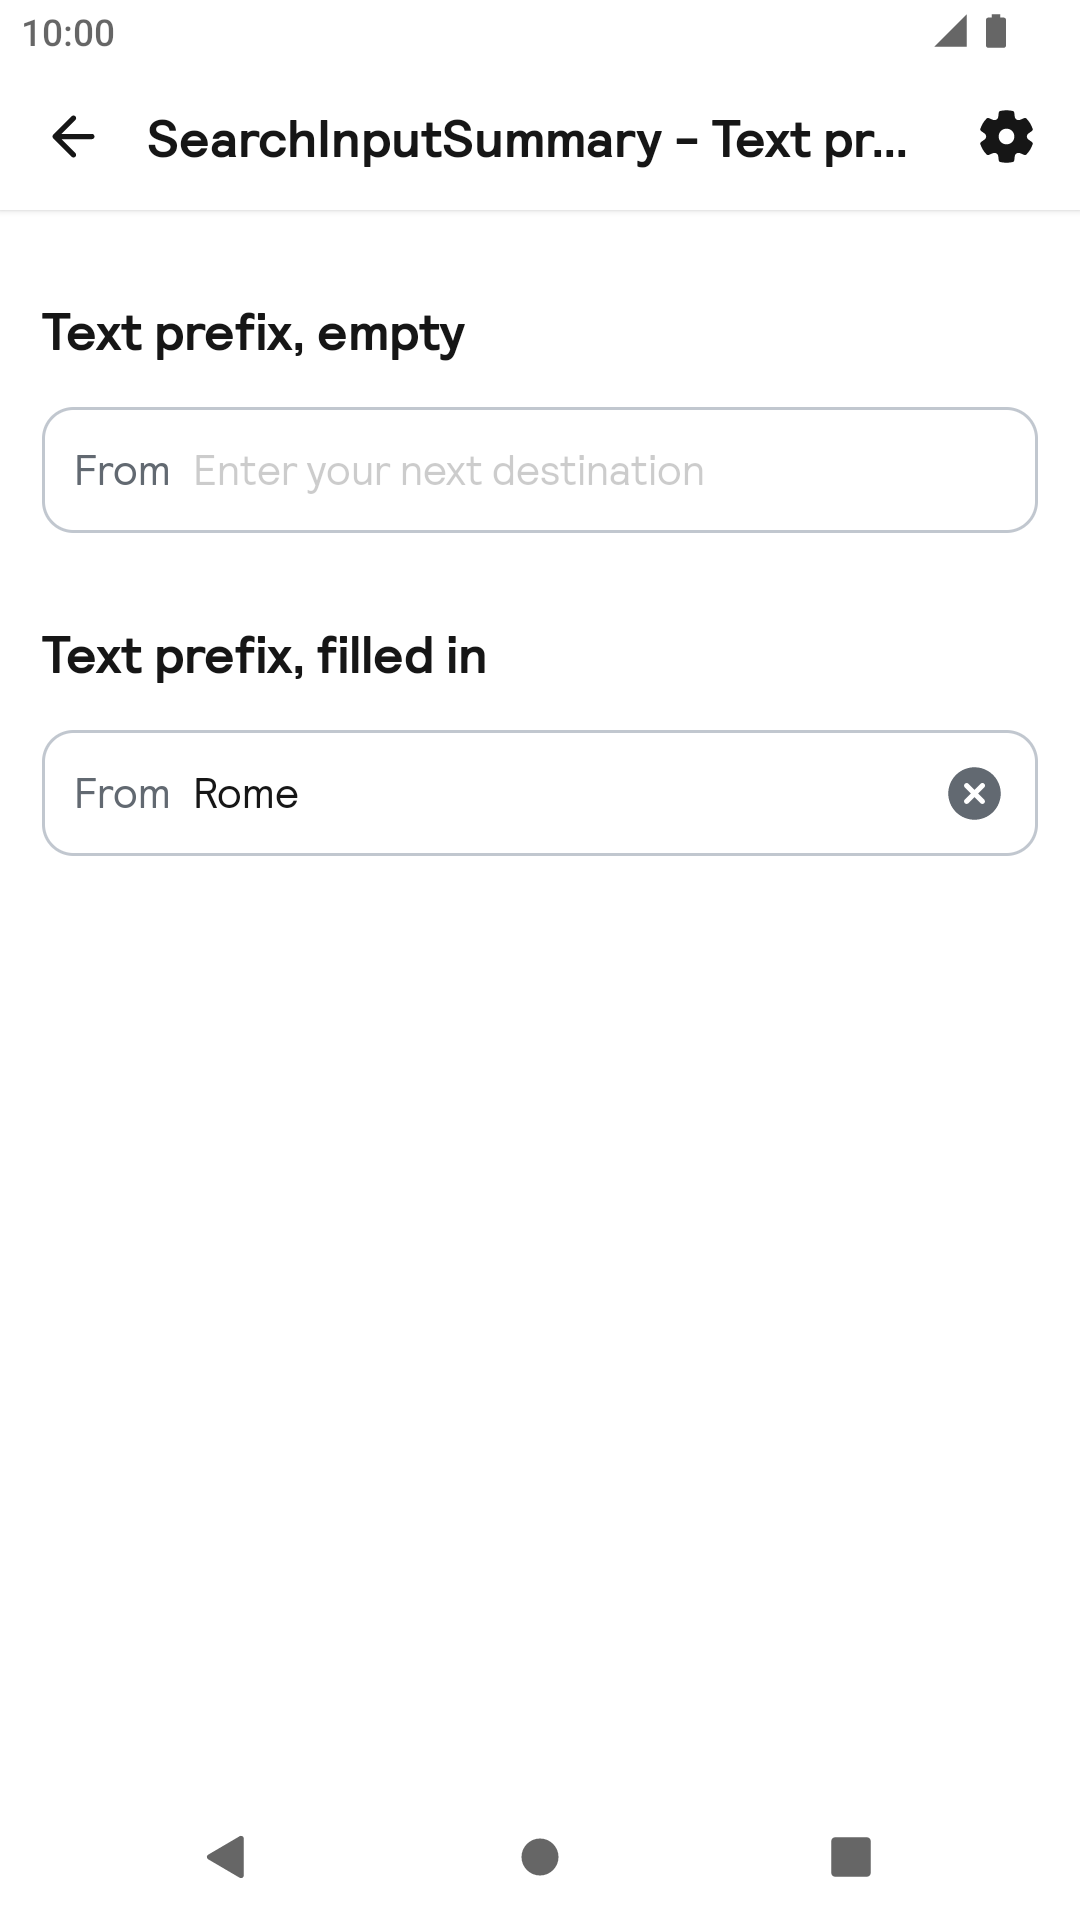 10:00
SearchInputSummary - Text pr...
Text prefix, empty
From Enter your next destination
Text prefix, filled in
From Rome